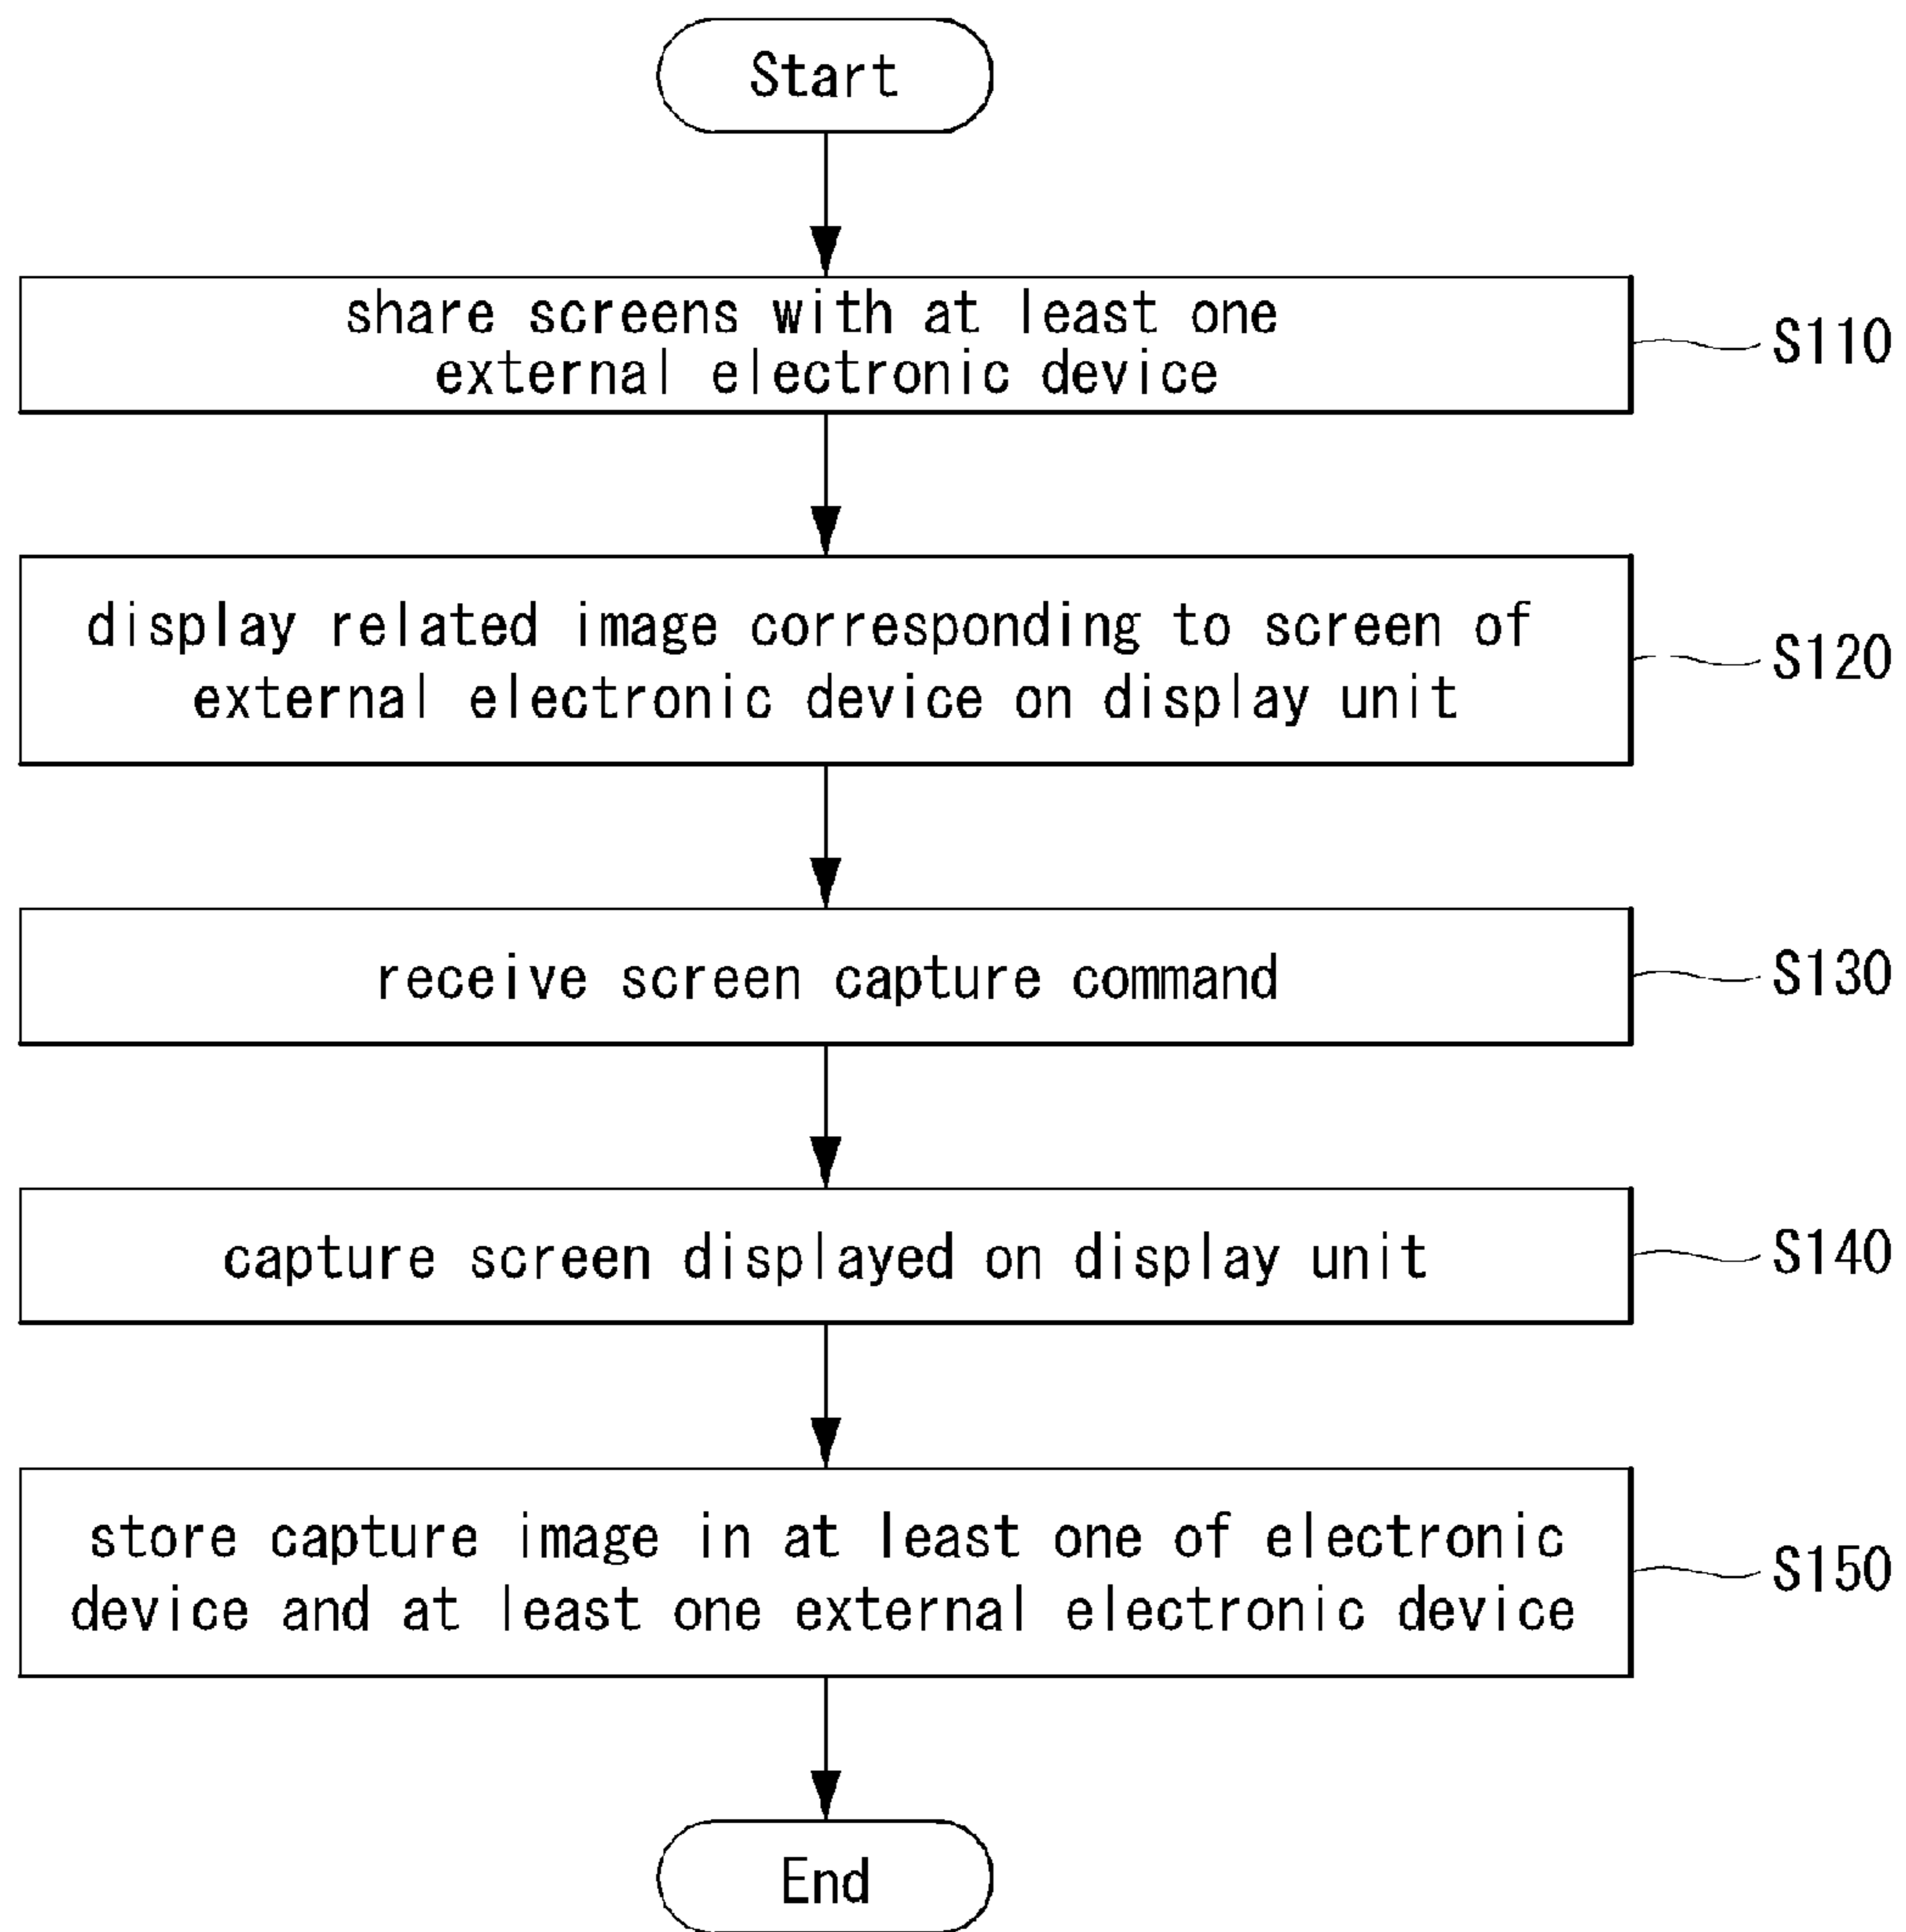 Start
share screens with at least one
external electronic device
S110
display related image corresponding to screen of
external electronic device on display unit
S120
receive screen capture command
S130
capture screen displayed on display unit
S140
store capture image in at least one of electronic
device and at least one external electronic device
S150
End